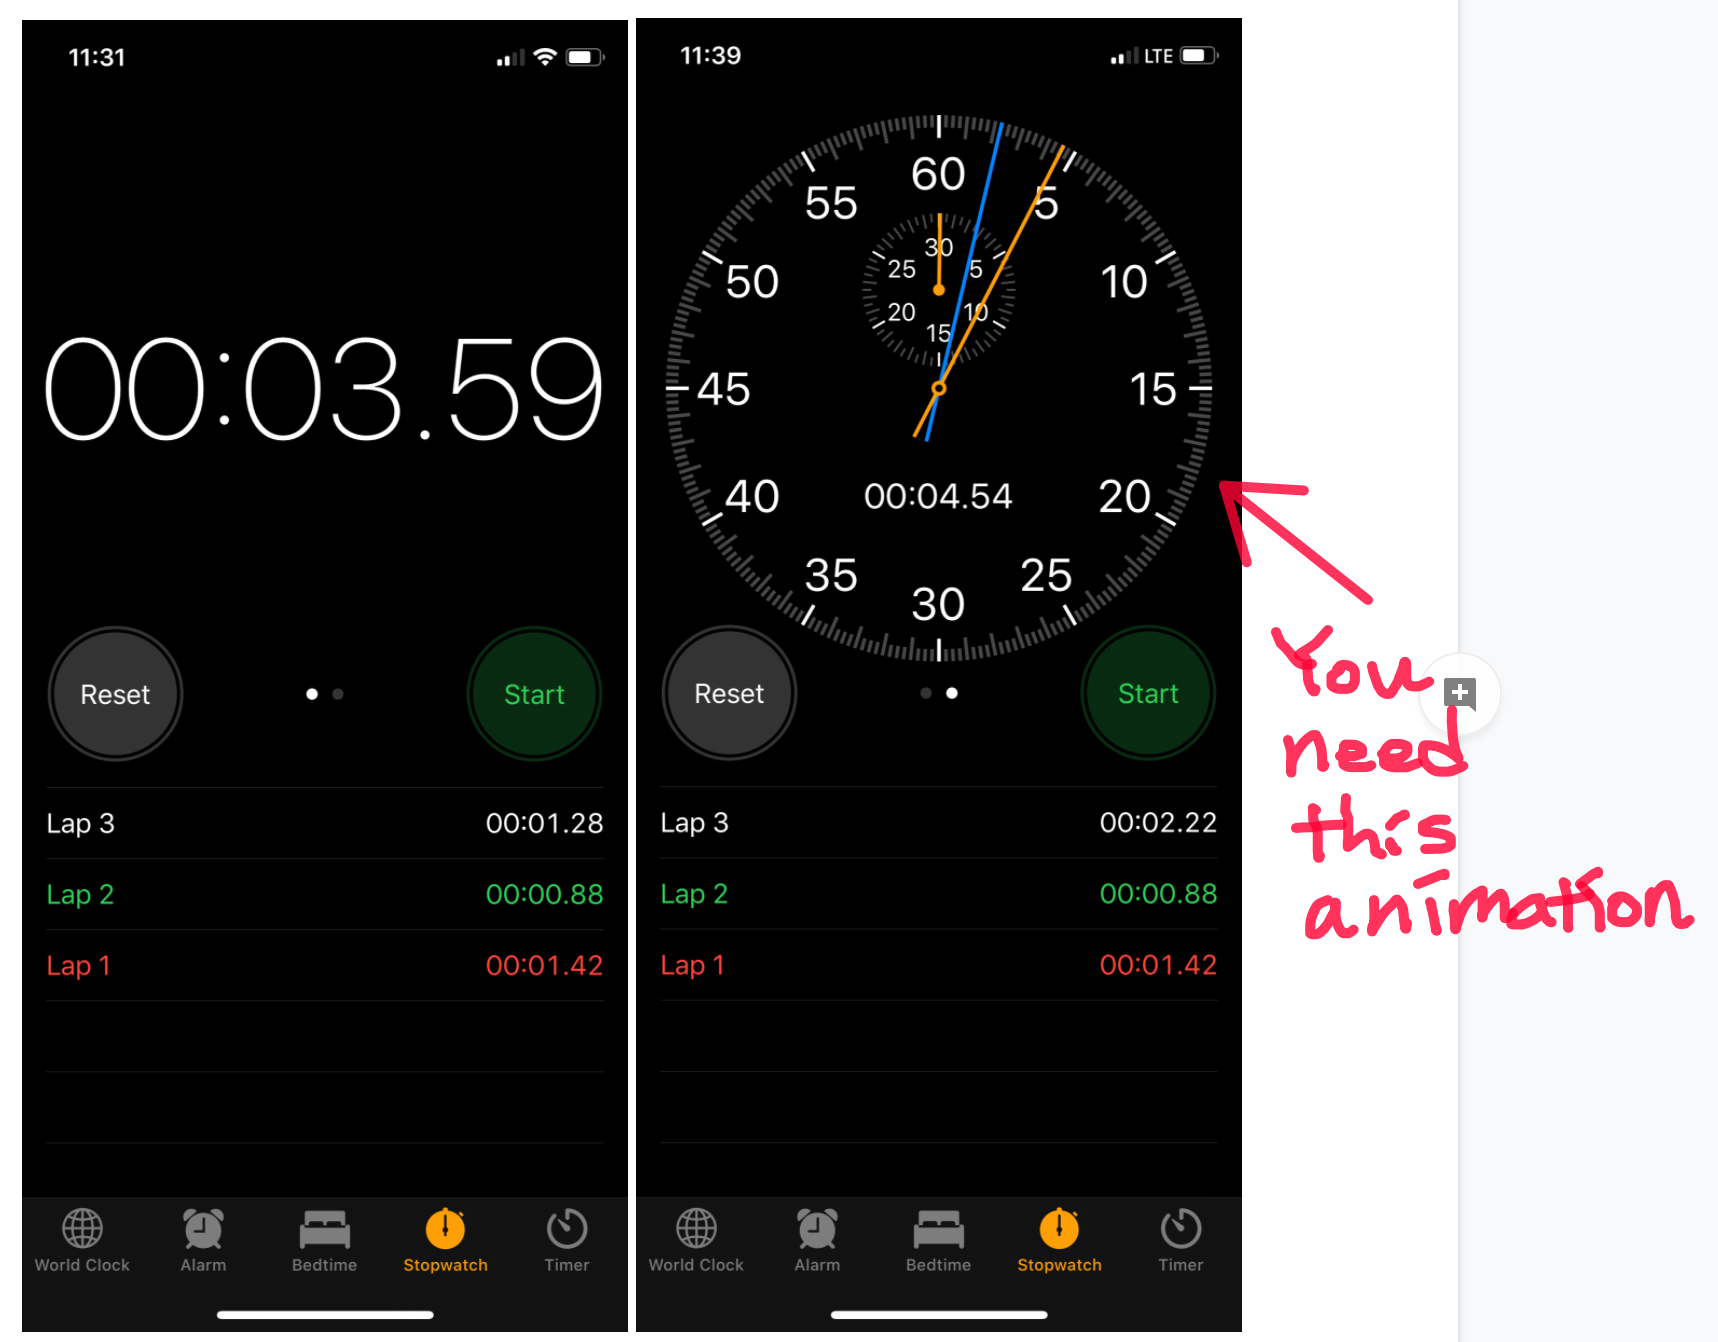 11:31
00:03.59
Reset
Start
Lap 3 00:01.28
Lap 2 00:00.88
Lap 1 00:01.42
World Clock Alarm Bedtime Stopwatch Timer
11:39 LTE
60
55 5
50 10
45 15
40 20
35 25
30
30
25 5
20 10
15
00:04.54
Reset
Start
Lap 3 00:02.22
Lap 2 00:00.88
Lap 1 00:01.42
World Clock Alarm Bedtime Stopwatch Timer
You
need
this
animation